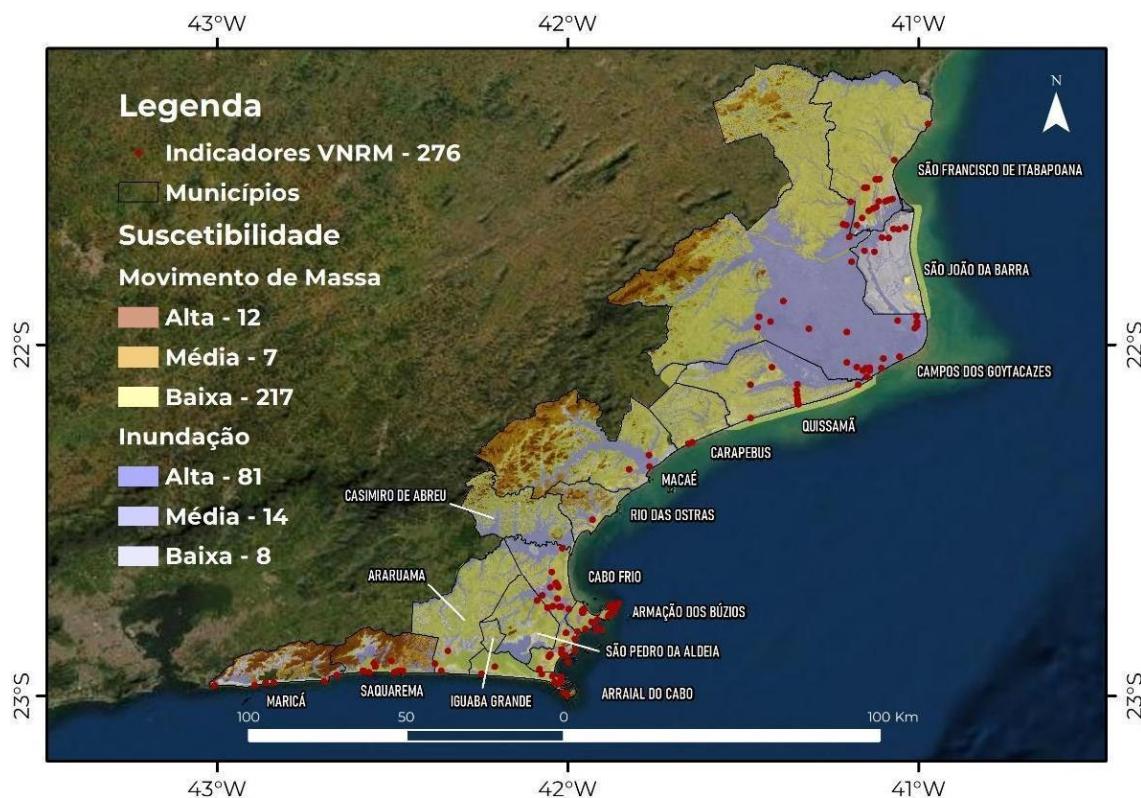 43°W 42°W 41°W
N
Legenda
Indicadores VNRM - 276
Municípios
Suscetibilidade
Movimento de Massa
Alta - 12
Média - 7
Baixa - 217
Inundação
Alta - 81
Média - 14
Baixa - 8
SÃO FRANCISCO DE ITABAPOANA
SÃO JOÃO DA BARRA
22°S 22°S
CAMPOS DOS GOYTACAZES
QUISSAMÃ
CARAPEBUS
MACAÉ
CASIMIRO DE ABREU
RIO DAS OSTRAS
ARARUAMA
CABO FRIO
ARMAÇÃO DOS BÚZIOS
SÃO PEDRO DA ALDEIA
MARICÁ
SAQUAREMA
IGUABA GRANDE
ARRAIAL DO CABO
23°S 23°S
100 50 0 100 Km
43°W 42°W 41°W